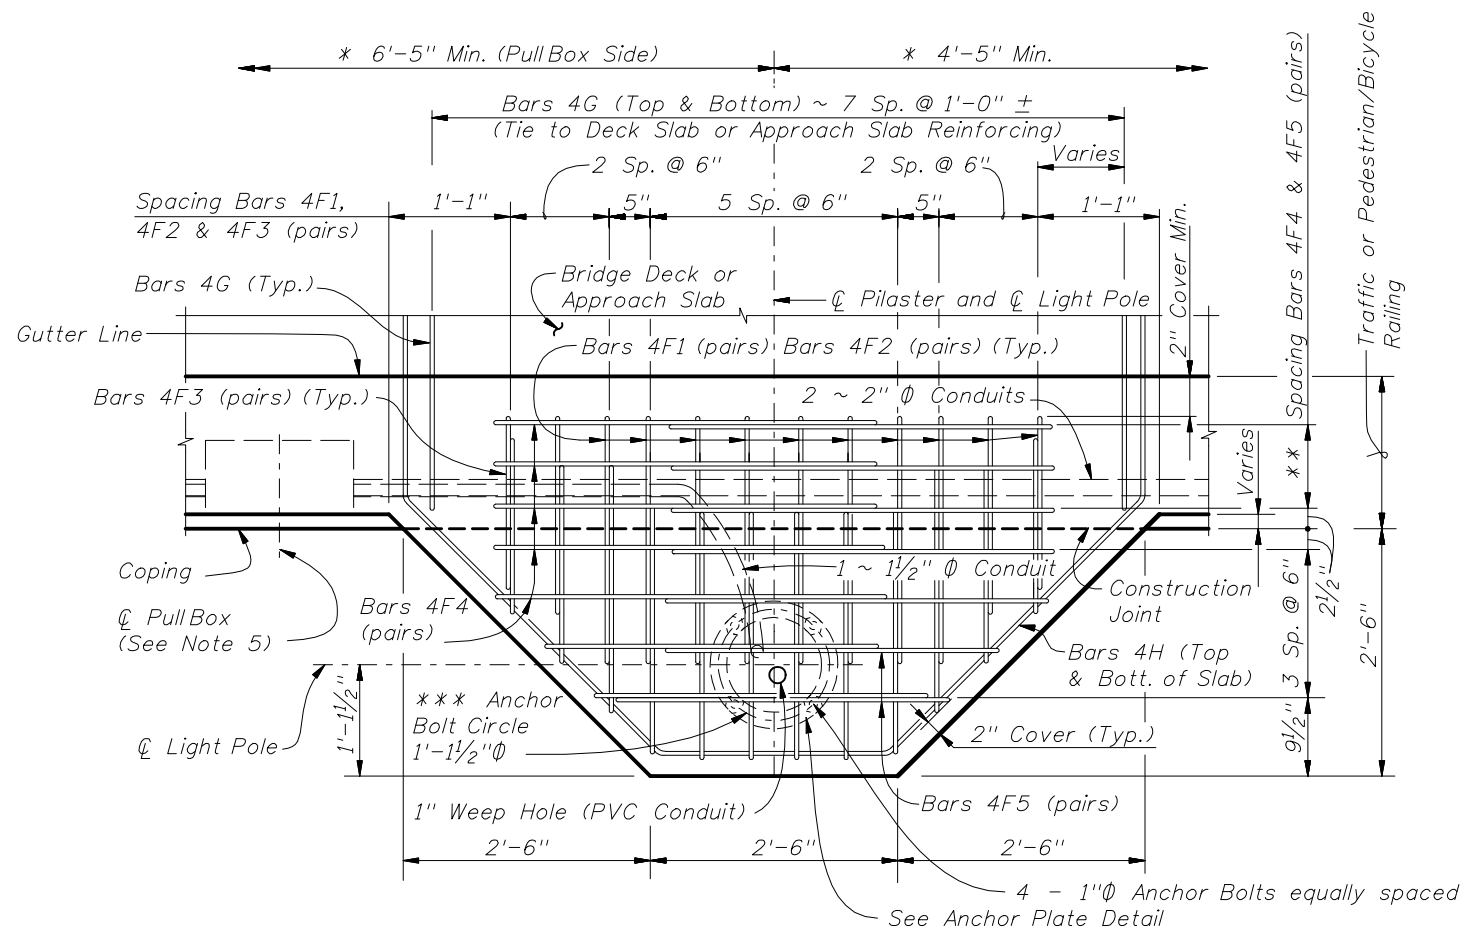 * 6'-5" Min. (Pull Box Side)
* 4'-5" Min.
Bars 4G (Top & Bottom) ~ 7 Sp. @ 1'-0" ±
(Tie to Deck Slab or Approach Slab Reinforcing)
2 Sp. @ 6"
2 Sp. @ 6"
Varies
Spacing Bars 4F1,
4F2 & 4F3 (pairs)
1'-1"
5"
5 Sp. @ 6"
5"
1'-1"
2" Cover Min.
** Spacing Bars 4F4 & 4F5 (pairs)
Traffic or Pedestrian/Bicycle
Railing
Bars 4G (Typ.)
Bridge Deck or
Approach Slab
℄ Pilaster and ℄ Light Pole
Gutter Line
Bars 4F1 (pairs)
Bars 4F2 (pairs) (Typ.)
Bars 4F3 (pairs) (Typ.)
2 ~ 2" ϕ Conduits
Varies
Coping
1 ~ 1½" ϕ Conduit
Construction
Joint
℄ Pull Box
(See Note 5)
Bars 4F4
(pairs)
Bars 4H (Top
& Bott. of Slab)
2½"
3 Sp. @ 6"
2'-6"
9½"
*** Anchor
Bolt Circle
1'-1½"ϕ
℄ Light Pole
1'-1½"
2" Cover (Typ.)
1" Weep Hole (PVC Conduit)
Bars 4F5 (pairs)
2'-6"
2'-6"
2'-6"
4 - 1"ϕ Anchor Bolts equally spaced
See Anchor Plate Detail